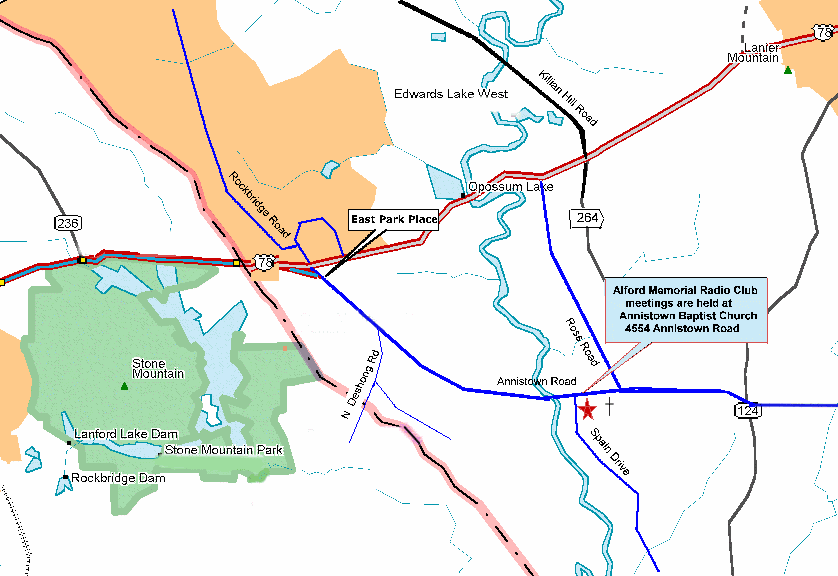 78
Lanier
Mountain
Edwards Lake West
Killian Hill Road
Opossum Lake
Rockbridge Road
East Park Place
264
236
78
Alford Memorial Radio Club
meetings are held at
Annistown Baptist Church
4554 Annistown Road
Ross Road
Stone
Mountain
N Deshong Rd
Annistown Road
124
Spain Drive
Lanford Lake Dam
Stone Mountain Park
Rockbridge Dam